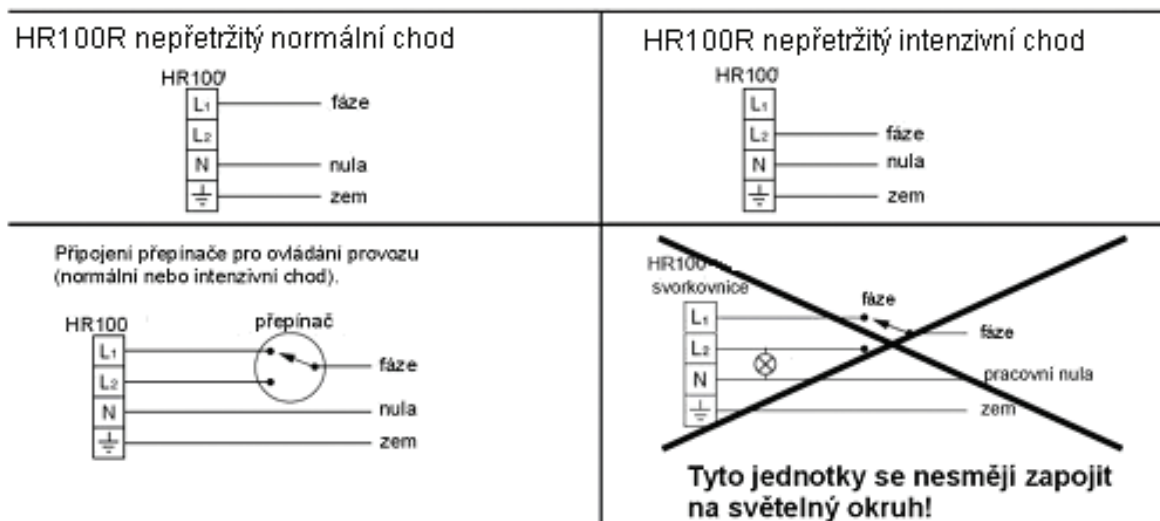 HR100R nepřetržitý normální chod
HR100
L1 fáze
L2
N nula
zem
HR100R nepřetržitý intenzivní chod
HR100
L1
L2 fáze
N nula
zem
Připojení přepínače pro ovládání provozu
(normální nebo intenzivní chod).
HR100 přepínač
L1
fáze
L2
N nula
zem
HR100
svorkovnice
fáze
L1
fáze
L2
N pracovní nula
zem
Tyto jednotky se nesmějí zapojit
na světelný okruh!